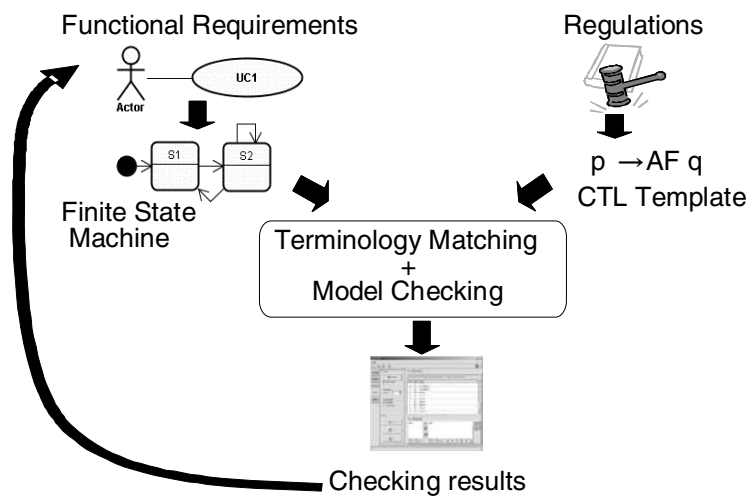 Functional Requirements
Regulations
UC1
Actor
S1
S2
p →AF q
CTL Template
Finite State
Machine
Terminology Matching
+
Model Checking
Checking results